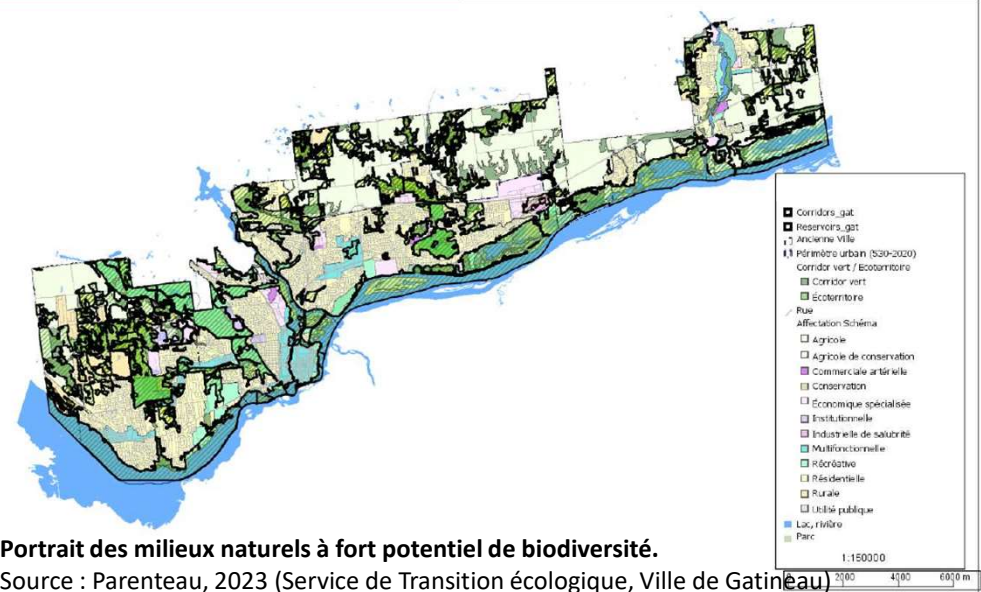 Corridors_gat
Reservoirs_gat
Ancienne Ville
Périmètre urbain (530-2020)
Corridor vert / Ecoterritoire
Corridor vert
Écoterritoire
Rue
Affectation Schéma
Agricole
Agricole de conservation
Commerciale artérielle
Conservation
Économique spécialisée
Institutionnelle
Industrielle de salubrité
Multifonctionnelle
Récréative
Résidentielle
Rurale
Utilité publique
Lac, rivière
Parc
1:150000
0 2000 4000 6000 m
Portrait des milieux naturels à fort potentiel de biodiversité.
Source : Parenteau, 2023 (Service de Transition écologique, Ville de Gatineau)